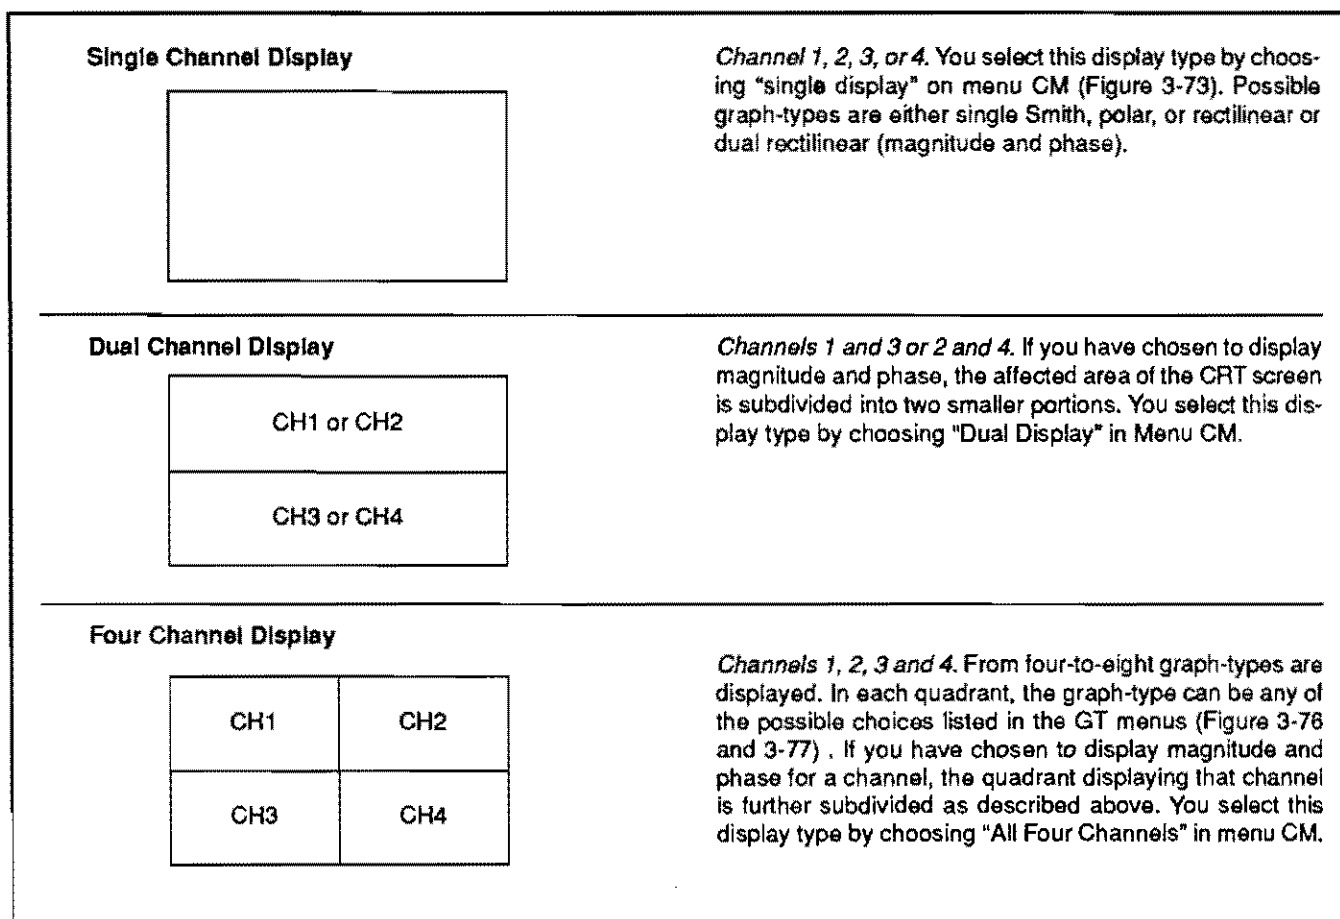 Single Channel Display
Channel 1, 2, 3, or 4. You select this display type by choos-
ing "single display" on menu CM (Figure 3-73). Possible
graph-types are either single Smith, polar, or rectilinear or
dual rectilinear (magnitude and phase).
Dual Channel Display
CH1 or CH2
CH3 or CH4
Channels 1 and 3 or 2 and 4. If you have chosen to display
magnitude and phase, the affected area of the CRT screen
is subdivided into two smaller portions. You select this dis-
play type by choosing "Dual Display" in Menu CM.
Four Channel Display
CH1 CH2
CH3 CH4
Channels 1, 2, 3 and 4. From four-to-eight graph-types are
displayed. In each quadrant, the graph-type can be any of
the possible choices listed in the GT menus (Figure 3-76
and 3-77) . If you have chosen to display magnitude and
phase for a channel, the quadrant displaying that channel
is further subdivided as described above. You select this
display type by choosing "All Four Channels" in menu CM.